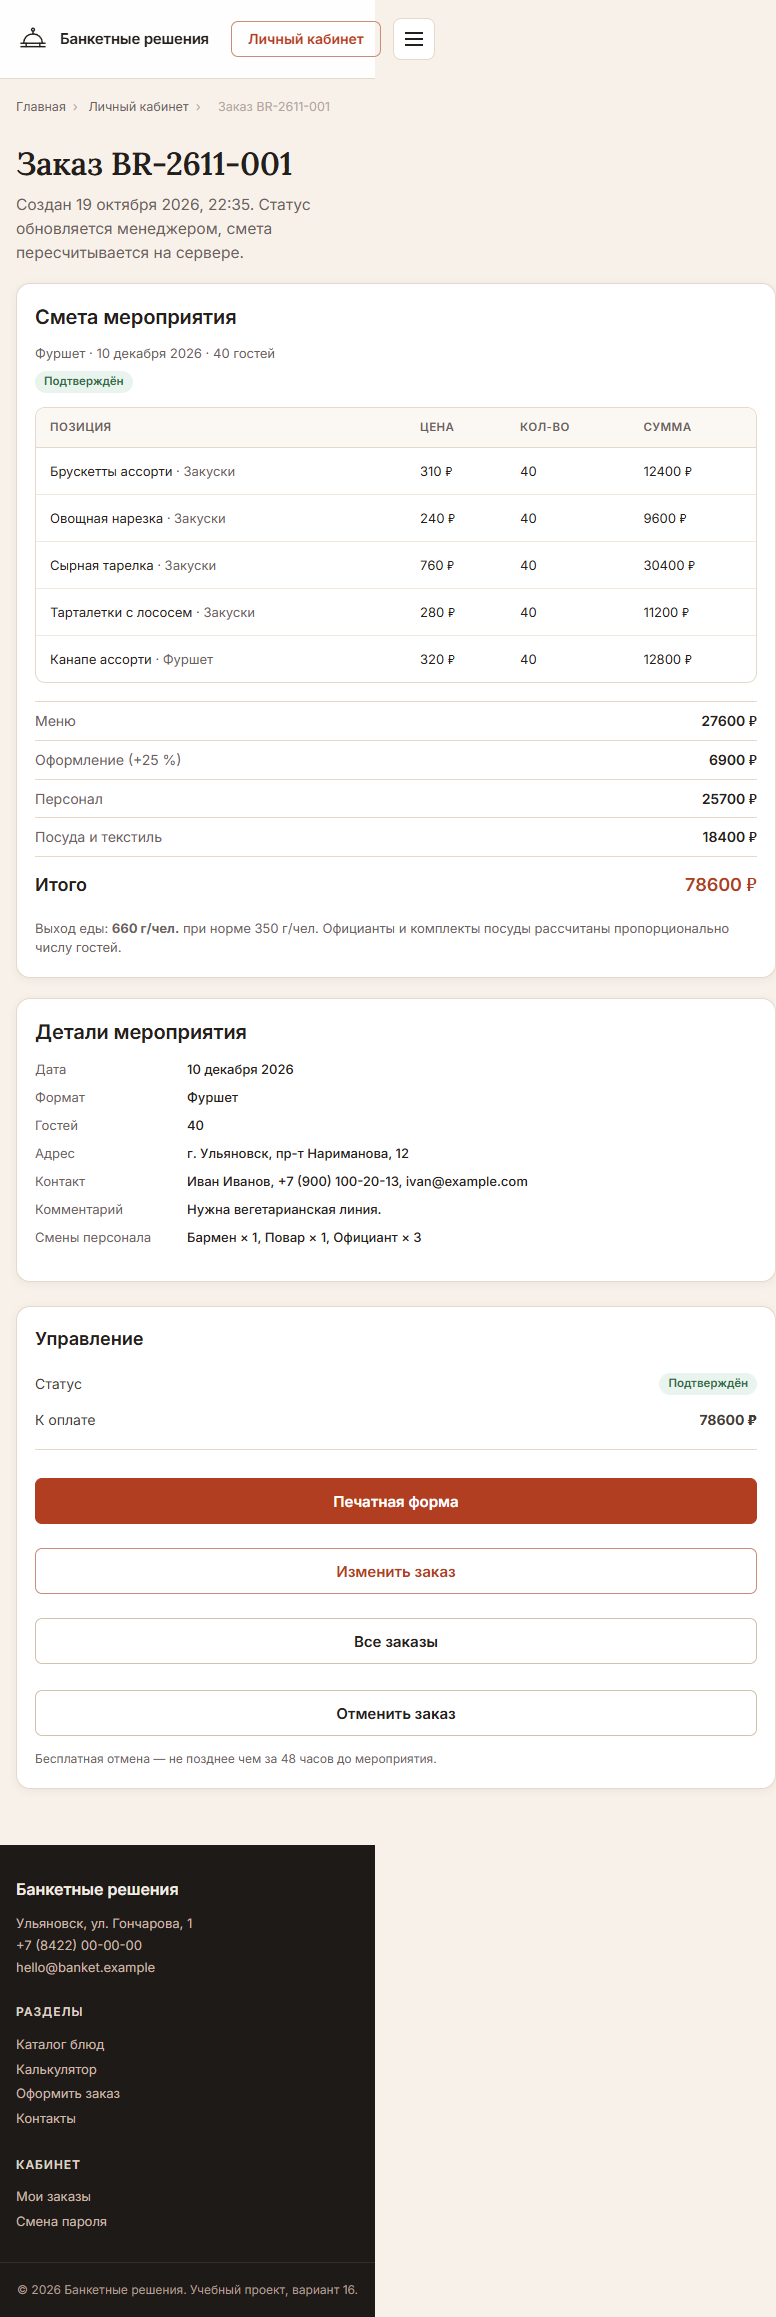 Банкетные решения
Личный кабинет
Главная › Личный кабинет › Заказ BR-2611-001
Заказ BR-2611-001
Создан 19 октября 2026, 22:35. Статус
обновляется менеджером, смета
пересчитывается на сервере.
Смета мероприятия
Фуршет · 10 декабря 2026 · 40 гостей
Подтверждён
ПОЗИЦИЯ ЦЕНА КОЛ-ВО СУММА
Брускетты ассорти · Закуски 310 ₽ 40 12400 ₽
Овощная нарезка · Закуски 240 ₽ 40 9600 ₽
Сырная тарелка · Закуски 760 ₽ 40 30400 ₽
Тарталетки с лососем · Закуски 280 ₽ 40 11200 ₽
Канапе ассорти · Фуршет 320 ₽ 40 12800 ₽
Меню 27600 ₽
Оформление (+25 %) 6900 ₽
Персонал 25700 ₽
Посуда и текстиль 18400 ₽
Итого 78600 ₽
Выход еды: 660 г/чел. при норме 350 г/чел. Официанты и комплекты посуды рассчитаны пропорционально
числу гостей.
Детали мероприятия
Дата 10 декабря 2026
Формат Фуршет
Гостей 40
Адрес г. Ульяновск, пр-т Нариманова, 12
Контакт Иван Иванов, +7 (900) 100-20-13, ivan@example.com
Комментарий Нужна вегетарианская линия.
Смены персонала Бармен × 1, Повар × 1, Официант × 3
Управление
Статус Подтверждён
К оплате 78600 ₽
Печатная форма
Изменить заказ
Все заказы
Отменить заказ
Бесплатная отмена — не позднее чем за 48 часов до мероприятия.
Банкетные решения
Ульяновск, ул. Гончарова, 1
+7 (8422) 00-00-00
hello@banket.example
РАЗДЕЛЫ
Каталог блюд
Калькулятор
Оформить заказ
Контакты
КАБИНЕТ
Мои заказы
Смена пароля
© 2026 Банкетные решения. Учебный проект, вариант 16.